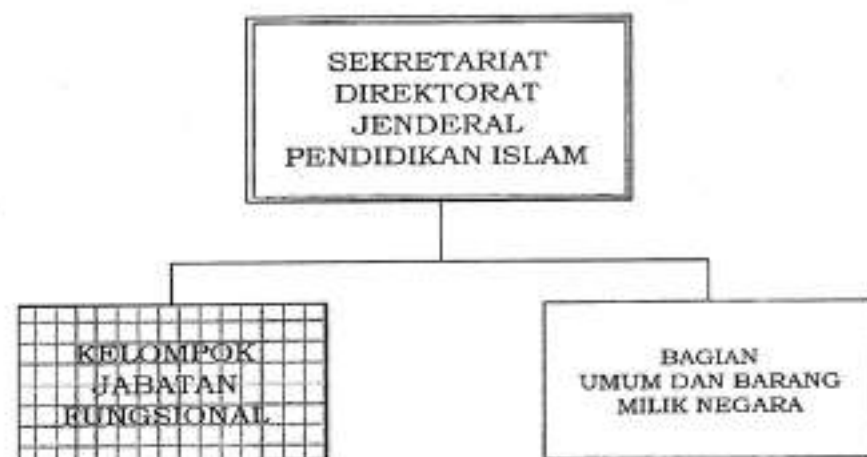 SEKRETARIAT
DIREKTORAT
JENDERAL
PENDIDIKAN ISLAM
KELOMPOK
JABATAN
FUNGSIONAL
BAGIAN
UMUM DAN BARANG
MILIK NEGARA